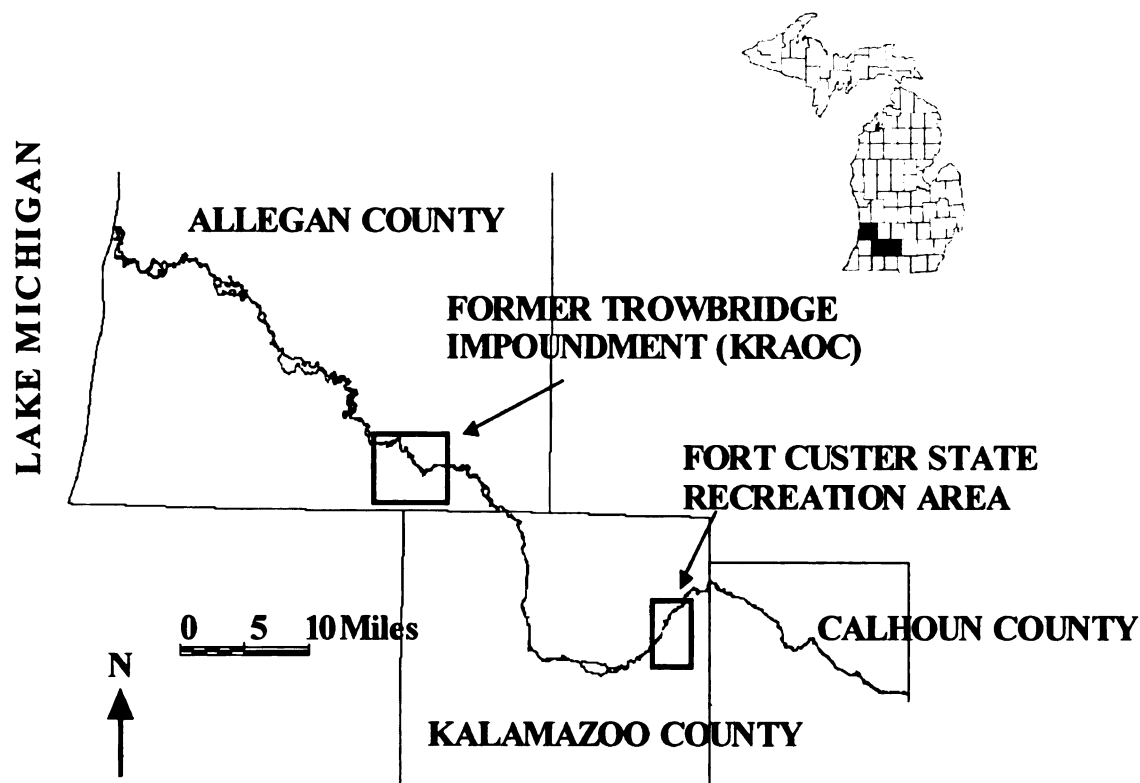 LAKE MICHIGAN
ALLEGAN COUNTY
FORMER TROWBRIDGE
IMPOUNDMENT (KRAOC)
FORT CUSTER STATE
RECREATION AREA
0 5 10 Miles
N
CALHOUN COUNTY
KALAMAZOO COUNTY